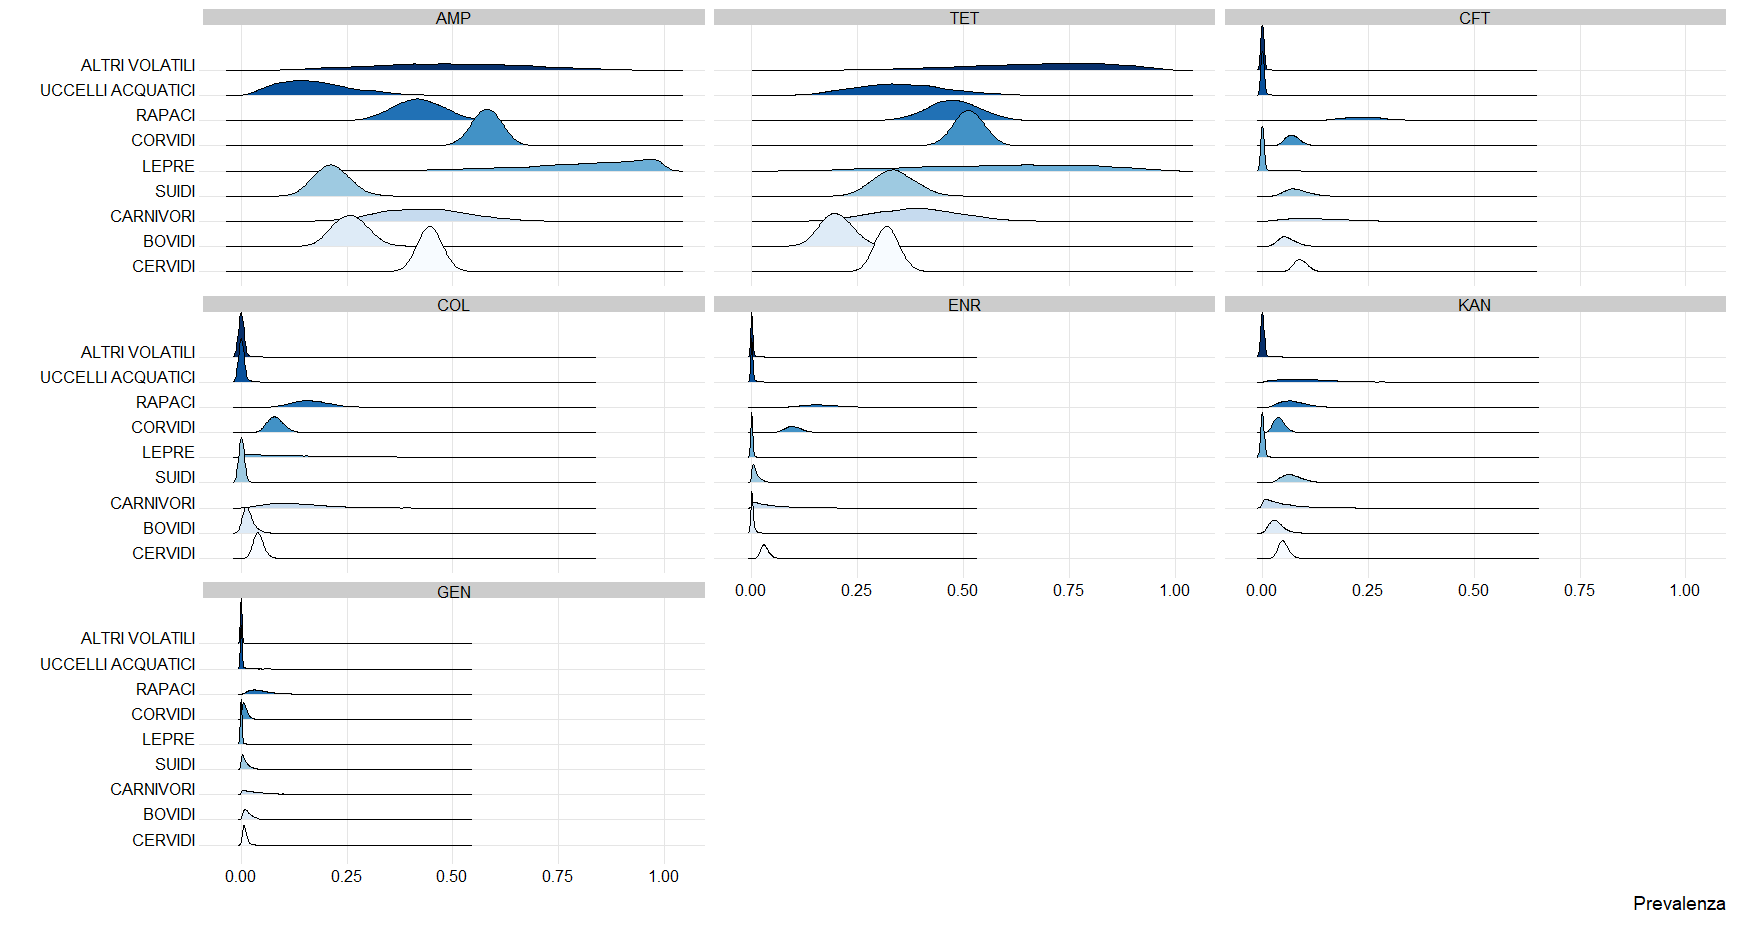 AMP TET CFT
ALTRI VOLATILI
UCCELLI ACQUATICI
RAPACI
CORVIDI
LEPRE
SUIDI
CARNIVORI
BOVIDI
CERVIDI
COL ENR KAN
ALTRI VOLATILI
UCCELLI ACQUATICI
RAPACI
CORVIDI
LEPRE
SUIDI
CARNIVORI
BOVIDI
CERVIDI
0.00 0.25 0.50 0.75 1.00 0.00 0.25 0.50 0.75 1.00
GEN
ALTRI VOLATILI
UCCELLI ACQUATICI
RAPACI
CORVIDI
LEPRE
SUIDI
CARNIVORI
BOVIDI
CERVIDI
0.00 0.25 0.50 0.75 1.00
Prevalenza